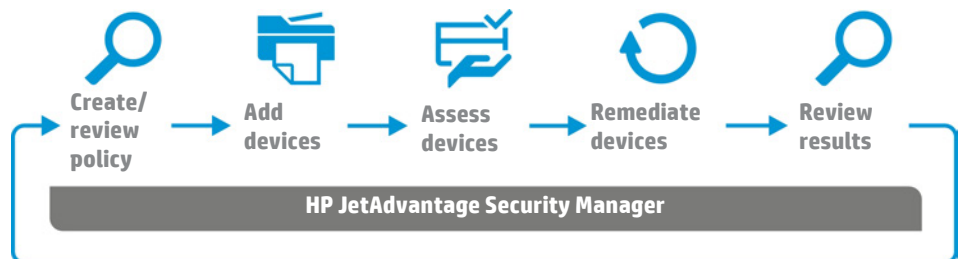 Create/
review
policy
Add
devices
Assess
devices
Remediate
devices
Review
results
HP JetAdvantage Security Manager